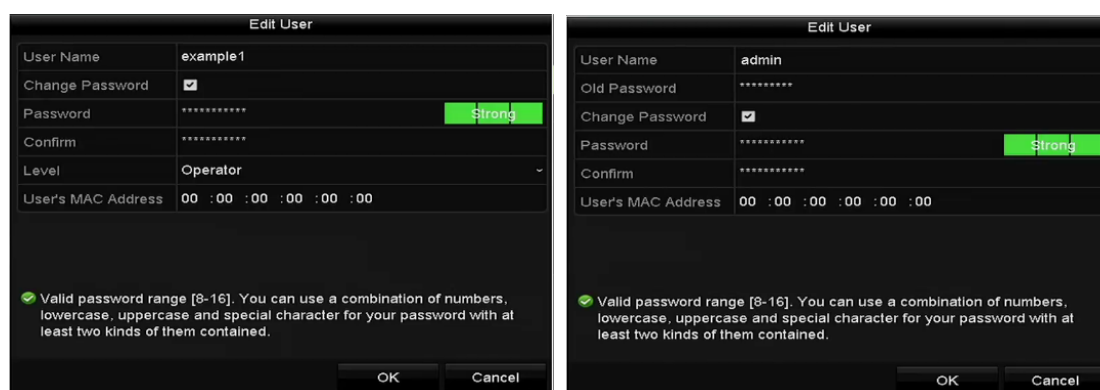 Edit User
User Name example1
Change Password
Password *********** Strong
Confirm ***********
Level Operator
User's MAC Address 00 :00 :00 :00 :00 :00
Valid password range [8-16]. You can use a combination of numbers,
lowercase, uppercase and special character for your password with at
least two kinds of them contained.
OK Cancel
Edit User
User Name admin
Old Password *********
Change Password
Password *********** Strong
Confirm ***********
User's MAC Address 00 :00 :00 :00 :00 :00
Valid password range [8-16]. You can use a combination of numbers,
lowercase, uppercase and special character for your password with at
least two kinds of them contained.
OK Cancel